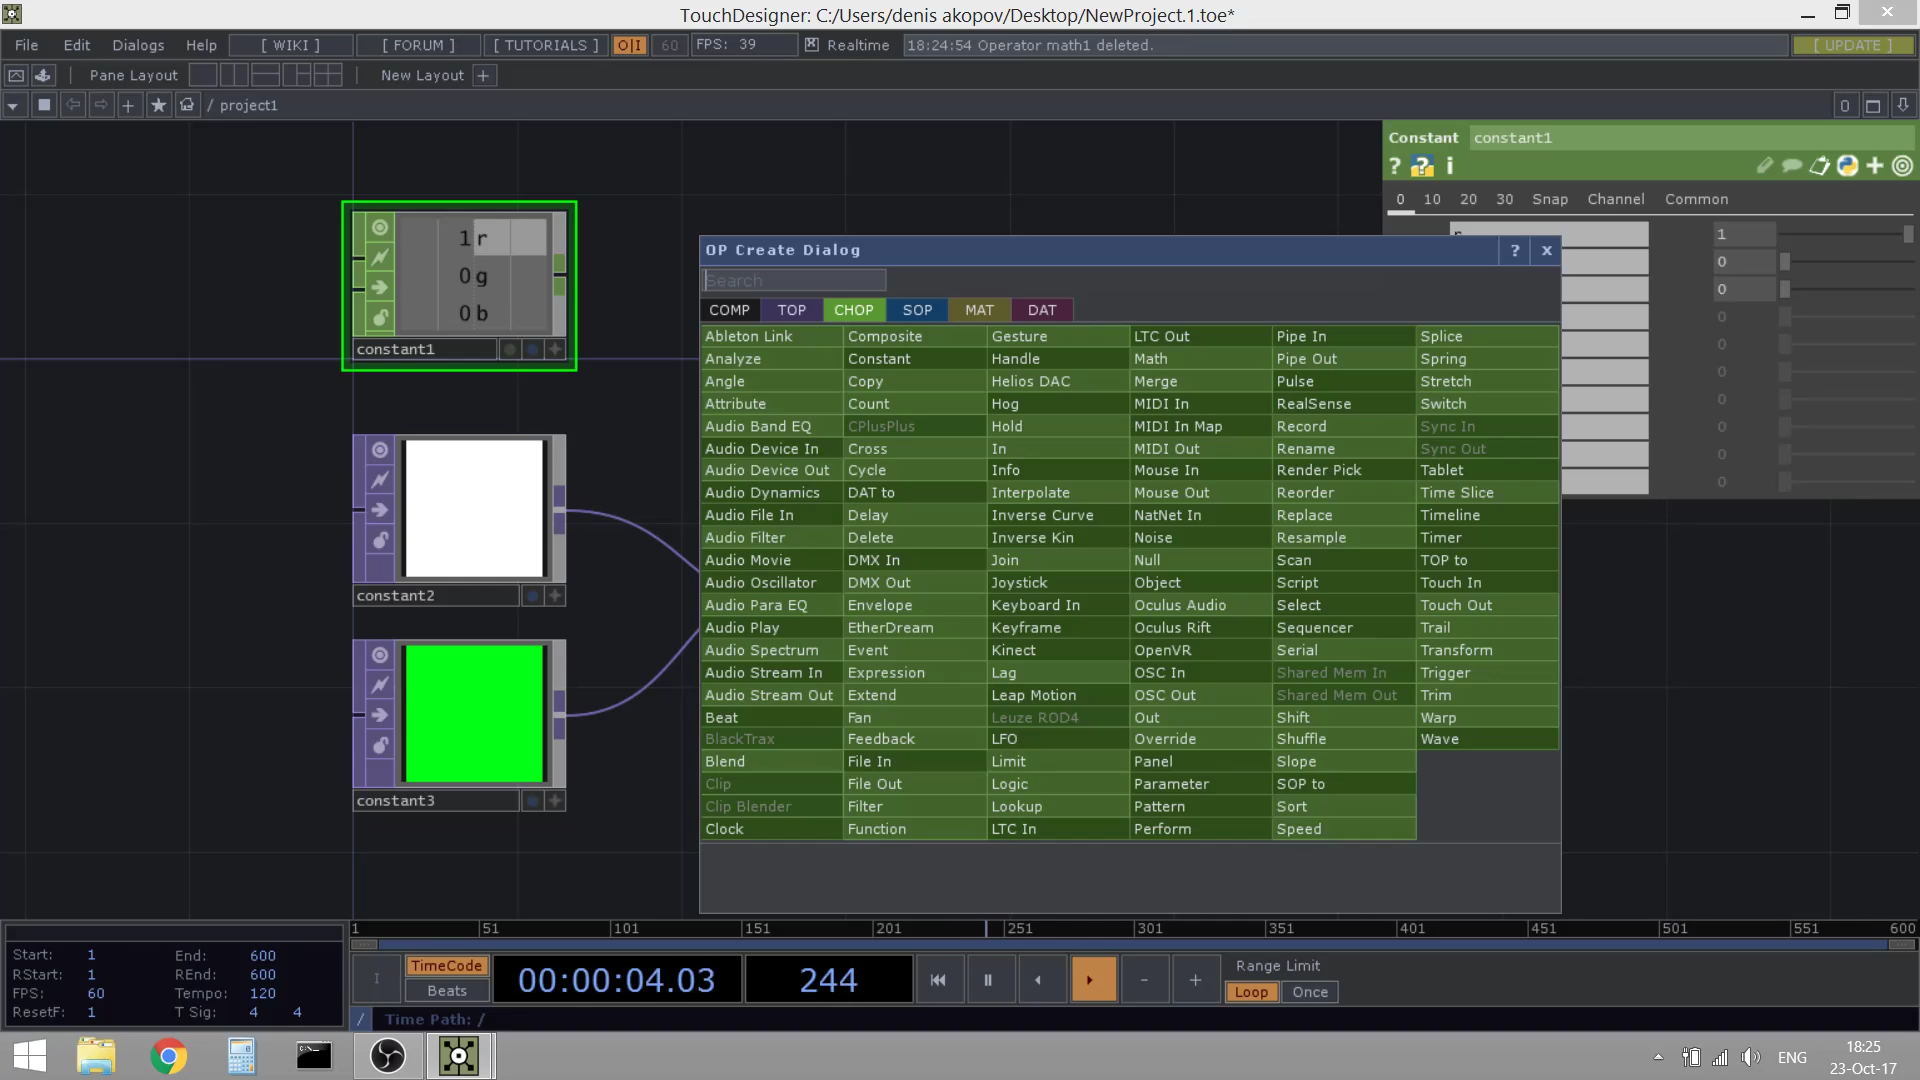 TouchDesigner: C:/Users/denis akopov/Desktop/NewProject.1.toe*
File Edit Dialogs Help [ WIKI ] [ FORUM ] [ TUTORIALS ] O|I 60 FPS: 39 Realtime 18:24:54 Operator math1 deleted. [ UPDATE ]
Pane Layout New Layout +
/ project1 0
Constant constant1
? ? i
0 10 20 30 Snap Channel Common
1 r
0 g
0 b
constant1
constant2
constant3
1
0
0
0
0
0
0
0
0
0
OP Create Dialog ? x
Search
COMP TOP CHOP SOP MAT DAT
Ableton Link Composite Gesture LTC Out Pipe In Splice
Analyze Constant Handle Math Pipe Out Spring
Angle Copy Helios DAC Merge Pulse Stretch
Attribute Count Hog MIDI In RealSense Switch
Audio Band EQ CPlusPlus Hold MIDI In Map Record Sync In
Audio Device In Cross In MIDI Out Rename Sync Out
Audio Device Out Cycle Info Mouse In Render Pick Tablet
Audio Dynamics DAT to Interpolate Mouse Out Reorder Time Slice
Audio File In Delay Inverse Curve NatNet In Replace Timeline
Audio Filter Delete Inverse Kin Noise Resample Timer
Audio Movie DMX In Join Null Scan TOP to
Audio Oscillator DMX Out Joystick Object Script Touch In
Audio Para EQ Envelope Keyboard In Oculus Audio Select Touch Out
Audio Play EtherDream Keyframe Oculus Rift Sequencer Trail
Audio Spectrum Event Kinect OpenVR Serial Transform
Audio Stream In Expression Lag OSC In Shared Mem In Trigger
Audio Stream Out Extend Leap Motion OSC Out Shared Mem Out Trim
Beat Fan Leuze ROD4 Out Shift Warp
BlackTrax Feedback LFO Override Shuffle Wave
Blend File In Limit Panel Slope
Clip File Out Logic Parameter SOP to
Clip Blender Filter Lookup Pattern Sort
Clock Function LTC In Perform Speed
1 51 101 151 201 251 301 351 401 451 501 551 600
Start: 1 End: 600
RStart: 1 REnd: 600
FPS: 60 Tempo: 120
ResetF: 1 T Sig: 4 4
I TimeCode Beats 00:00:04.03 244 - + Range Limit
Loop Once
/ Time Path: /
ENG 18:25
23-Oct-17